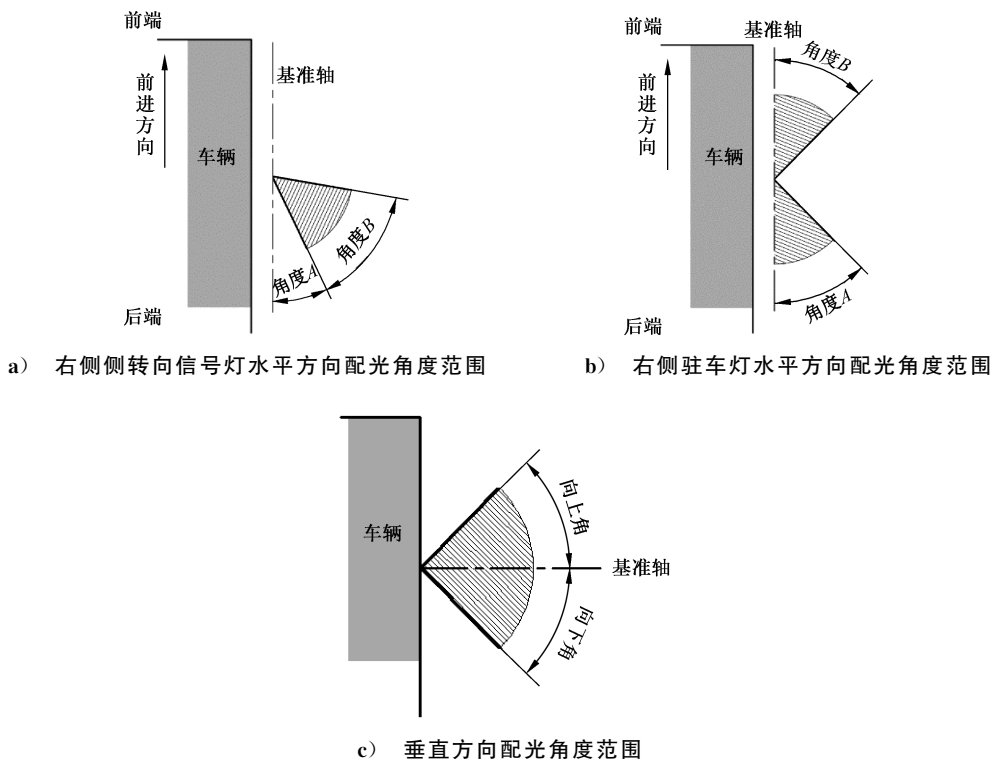 前端
前进方向
车辆
基准轴
角度B
角度A
后端
a） 右侧侧转向信号灯水平方向配光角度范围
前端
前进方向
车辆
基准轴
角度B
角度A
后端
b） 右侧驻车灯水平方向配光角度范围
车辆
向上角
基准轴
向下角
c） 垂直方向配光角度范围